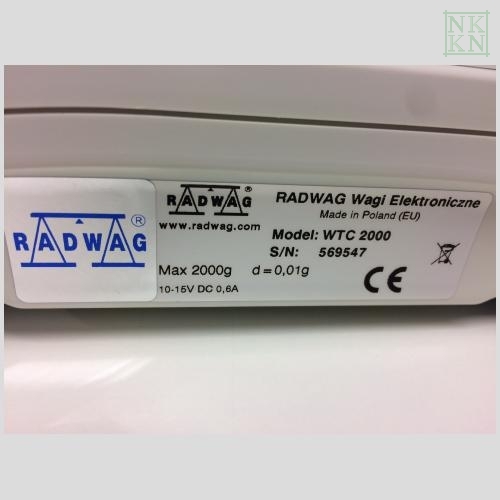 NK
KN
RADWAG®
RADWAG®
www.radwag.com
RADWAG Wagi Elektroniczne
Made in Poland (EU)
Model: WTC 2000
S/N: 569547
Max 2000g d=0,01g
10-15V DC 0,6A
CE